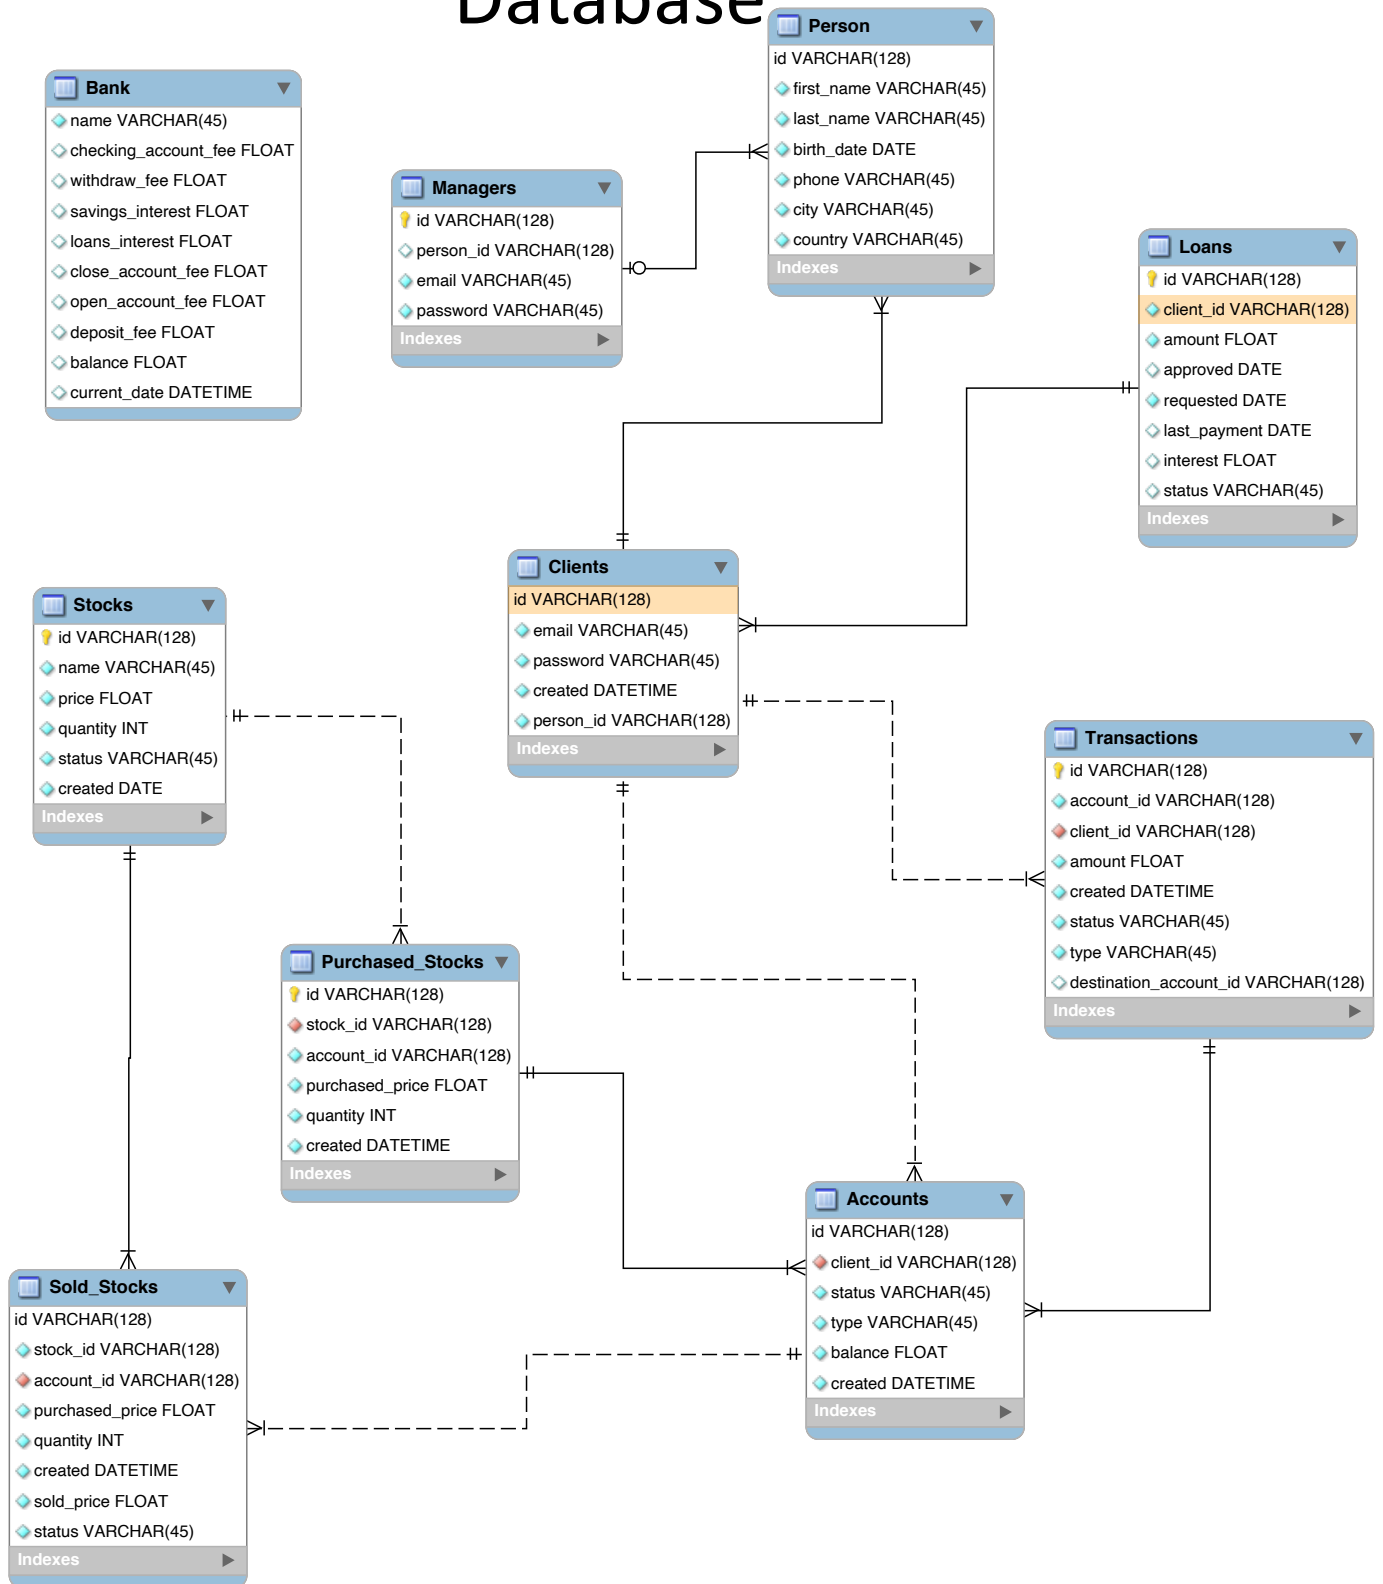 Database
Person
id VARCHAR(128)
first_name VARCHAR(45)
last_name VARCHAR(45)
birth_date DATE
phone VARCHAR(45)
city VARCHAR(45)
country VARCHAR(45)
Indexes
Bank
name VARCHAR(45)
checking_account_fee FLOAT
withdraw_fee FLOAT
savings_interest FLOAT
loans_interest FLOAT
close_account_fee FLOAT
open_account_fee FLOAT
deposit_fee FLOAT
balance FLOAT
current_date DATETIME
Managers
id VARCHAR(128)
person_id VARCHAR(128)
email VARCHAR(45)
password VARCHAR(45)
Indexes
Loans
id VARCHAR(128)
client_id VARCHAR(128)
amount FLOAT
approved DATE
requested DATE
last_payment DATE
interest FLOAT
status VARCHAR(45)
Indexes
Clients
id VARCHAR(128)
email VARCHAR(45)
password VARCHAR(45)
created DATETIME
person_id VARCHAR(128)
Indexes
Stocks
id VARCHAR(128)
name VARCHAR(45)
price FLOAT
quantity INT
status VARCHAR(45)
created DATE
Indexes
Transactions
id VARCHAR(128)
account_id VARCHAR(128)
client_id VARCHAR(128)
amount FLOAT
created DATETIME
status VARCHAR(45)
type VARCHAR(45)
destination_account_id VARCHAR(128)
Indexes
Purchased_Stocks
id VARCHAR(128)
stock_id VARCHAR(128)
account_id VARCHAR(128)
purchased_price FLOAT
quantity INT
created DATETIME
Indexes
Accounts
id VARCHAR(128)
client_id VARCHAR(128)
status VARCHAR(45)
type VARCHAR(45)
balance FLOAT
created DATETIME
Indexes
Sold_Stocks
id VARCHAR(128)
stock_id VARCHAR(128)
account_id VARCHAR(128)
purchased_price FLOAT
quantity INT
created DATETIME
sold_price FLOAT
status VARCHAR(45)
Indexes